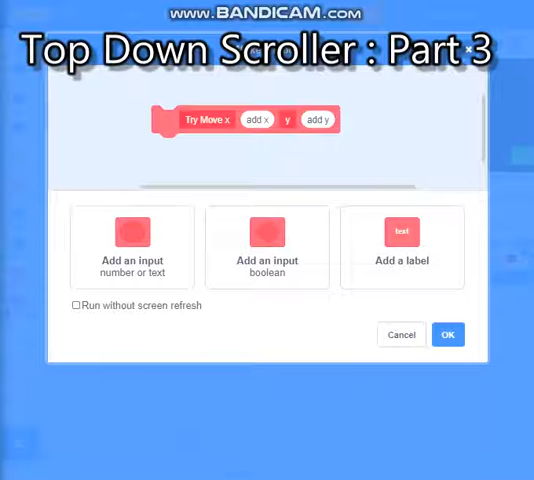 www.BANDICAM.com
Top Down Scroller : Part 3
Try Move x add x y add y
text
Add an input
number or text
Add an input
boolean
Add a label
Run without screen refresh
Cancel OK